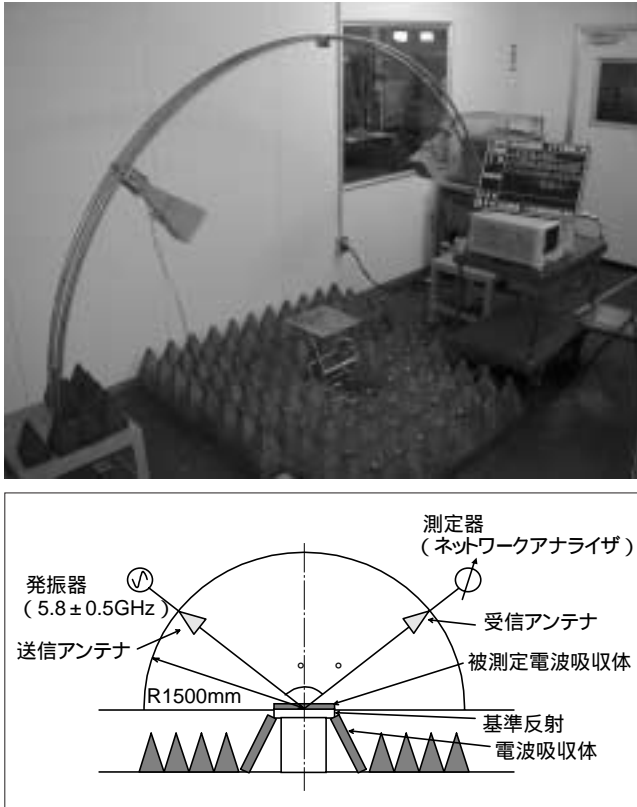 測定器
（ネットワークアナライザ）
発振器
（5.8±0.5GHz）
送信アンテナ
受信アンテナ
被測定電波吸収体
R1500mm
基準反射
電波吸収体